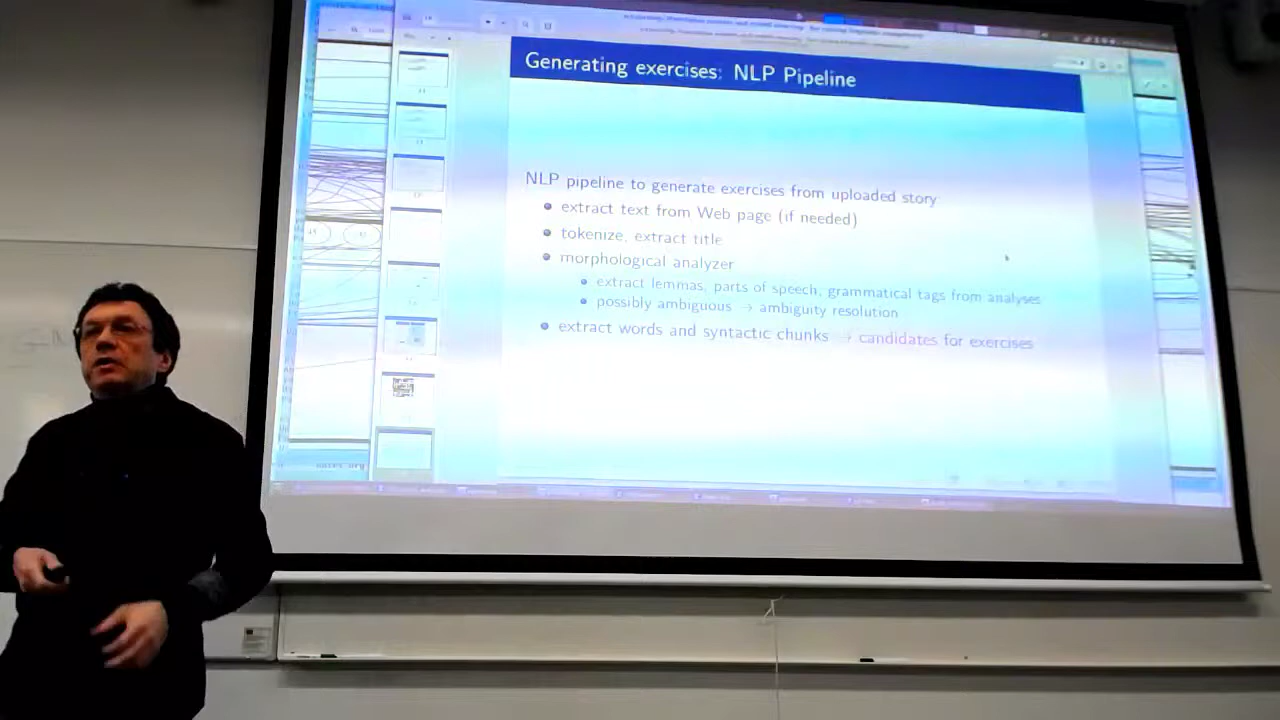 Generating exercises: NLP Pipeline
NLP pipeline to generate exercises from uploaded story:
extract text from Web page (if needed)
tokenize, extract title
morphological analyzer
extract lemmas, parts of speech, grammatical tags from analyses
possibly ambiguous → ambiguity resolution
extract words and syntactic chunks → candidates for exercises